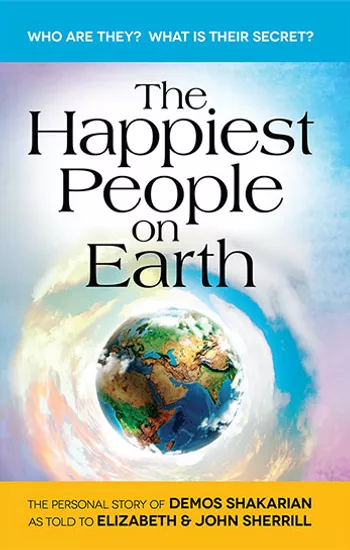 WHO ARE THEY? WHAT IS THEIR SECRET?
The
Happiest
People
on
Earth
THE PERSONAL STORY OF DEMOS SHAKARIAN
AS TOLD TO ELIZABETH & JOHN SHERRILL